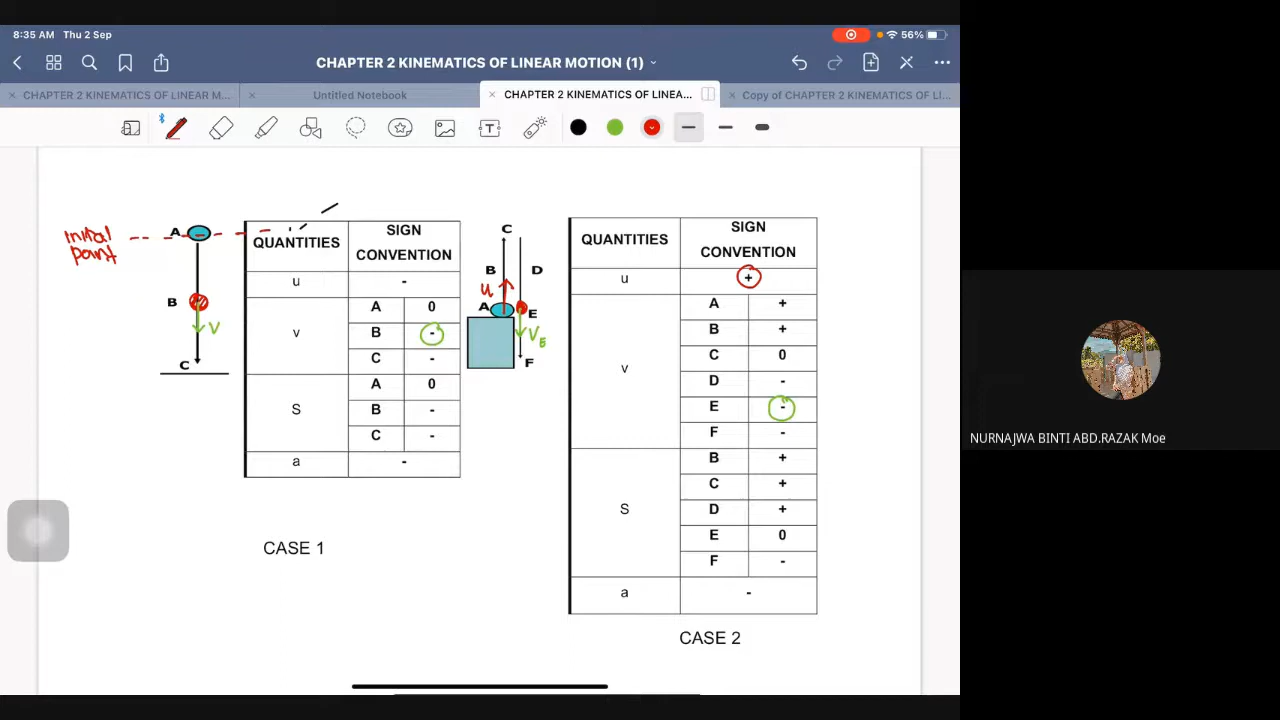 8:35 AM Thu 2 Sep
56%
CHAPTER 2 KINEMATICS OF LINEAR MOTION (1)
CHAPTER 2 KINEMATICS OF LINEAR M...
Untitled Notebook
CHAPTER 2 KINEMATICS OF LINEA...
Copy of CHAPTER 2 KINEMATICS OF LI...
initial
point
A
B
V
C
QUANTITIES SIGN CONVENTION
u -
v A 0
B -
C -
S A 0
B -
C -
a -
CASE 1
C
B D
u
A E
VE
F
QUANTITIES SIGN CONVENTION
u +
v A +
B +
C 0
D -
E -
F -
S B +
C +
D +
E 0
F -
a -
CASE 2
NURNAJWA BINTI ABD.RAZAK Moe